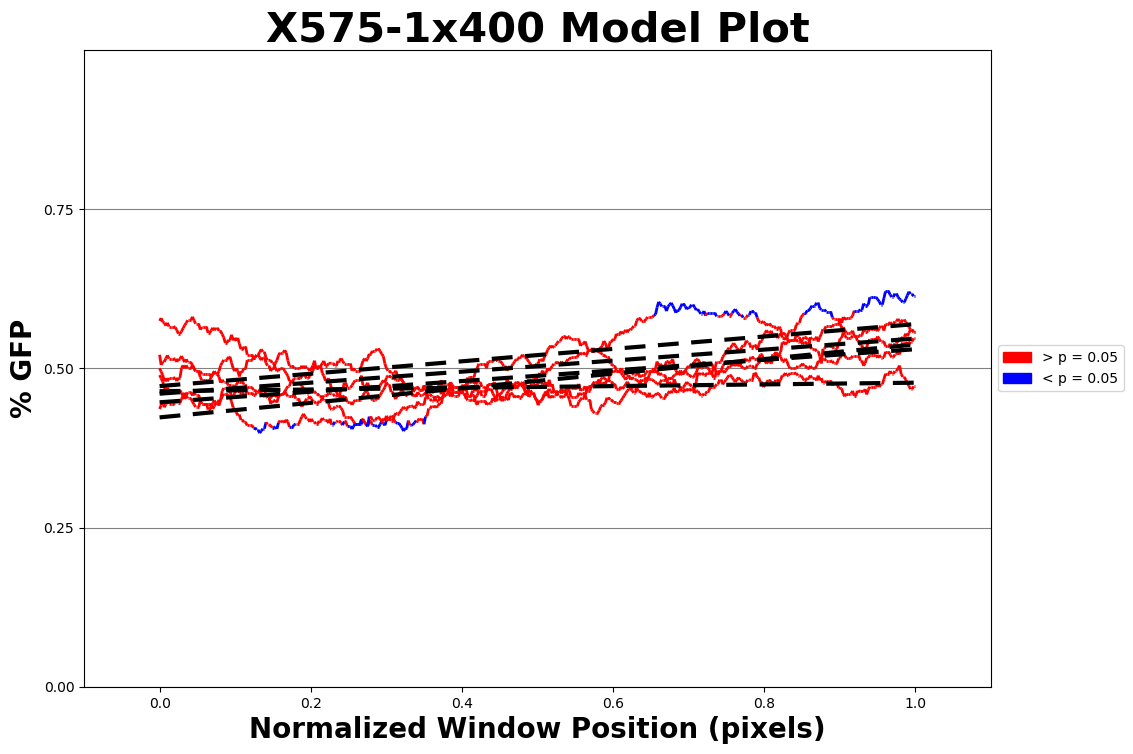 X575-1x400 Model Plot
% GFP
0.75
0.50
0.25
0.00
0.0 0.2 0.4 0.6 0.8 1.0
Normalized Window Position (pixels)
> p = 0.05
< p = 0.05